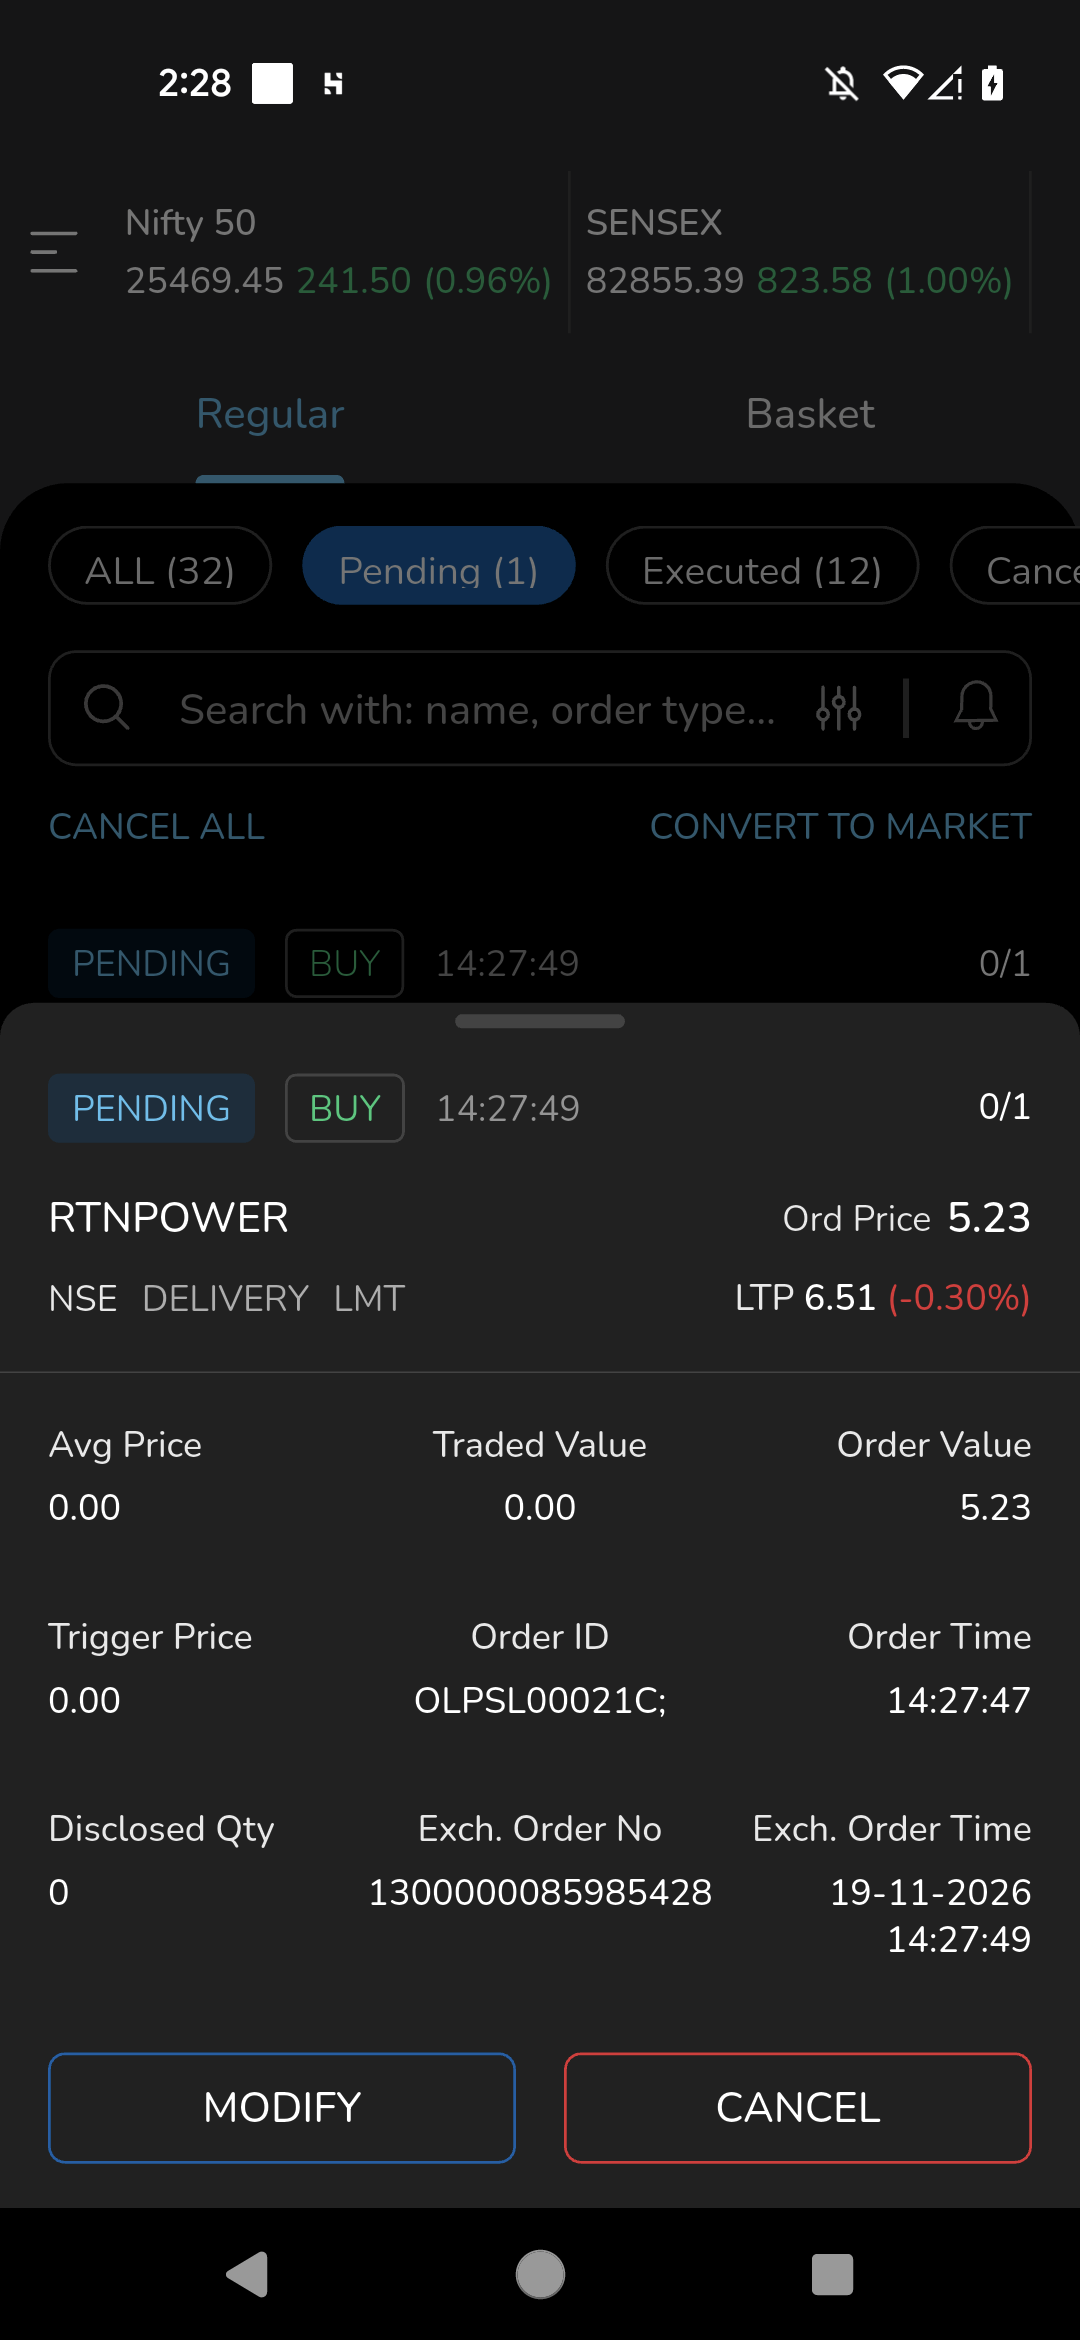 2:28
Nifty 50
25469.45 241.50 (0.96%)
SENSEX
82855.39 823.58 (1.00%)
Regular
Basket
ALL (32)
Pending (1)
Executed (12)
Cance
Search with: name, order type...
CANCEL ALL
CONVERT TO MARKET
PENDING BUY 14:27:49 0/1
PENDING BUY 14:27:49 0/1
RTNPOWER Ord Price 5.23
NSE DELIVERY LMT LTP 6.51 (-0.30%)
Avg Price Traded Value Order Value
0.00 0.00 5.23
Trigger Price Order ID Order Time
0.00 OLPSL00021C; 14:27:47
Disclosed Qty Exch. Order No Exch. Order Time
0 1300000085985428 19-11-2026
14:27:49
MODIFY CANCEL